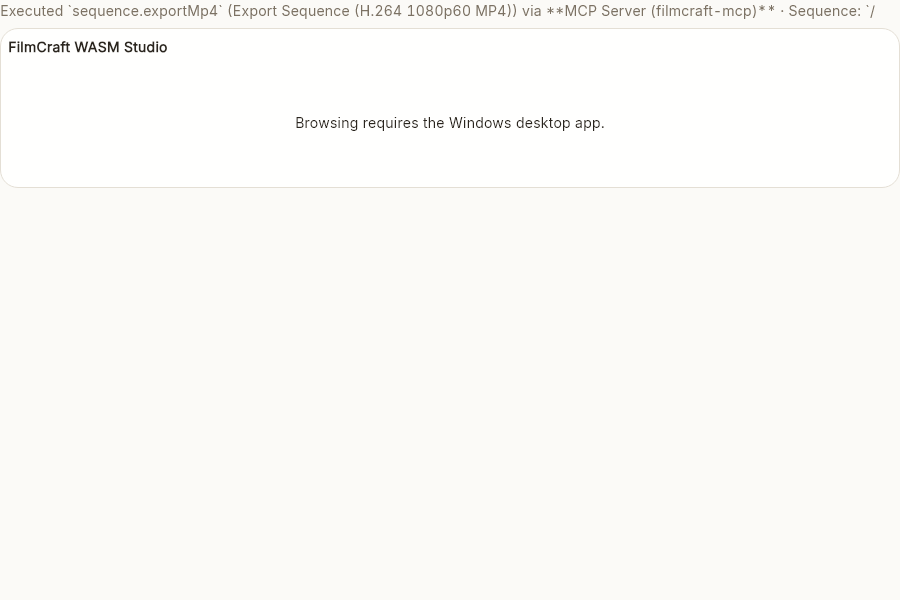 Executed `sequence.exportMp4` (Export Sequence (H.264 1080p60 MP4)) via **MCP Server (filmcraft-mcp)** · Sequence: `/
FilmCraft WASM Studio
Browsing requires the Windows desktop app.